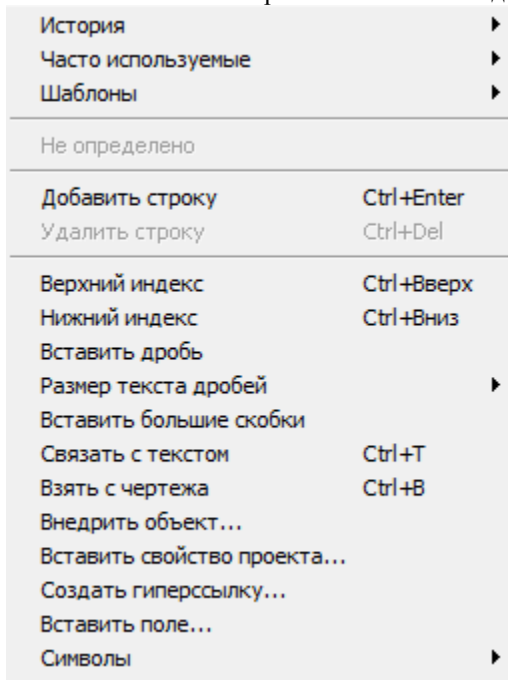 История
Часто используемые
Шаблоны
Не определено
Добавить строку Ctrl+Enter
Удалить строку Ctrl+Del
Верхний индекс Ctrl+Вверх
Нижний индекс Ctrl+Вниз
Вставить дробь
Размер текста дробей
Вставить большие скобки
Связать с текстом Ctrl+T
Взять с чертежа Ctrl+B
Внедрить объект...
Вставить свойство проекта...
Создать гиперссылку...
Вставить поле...
Символы